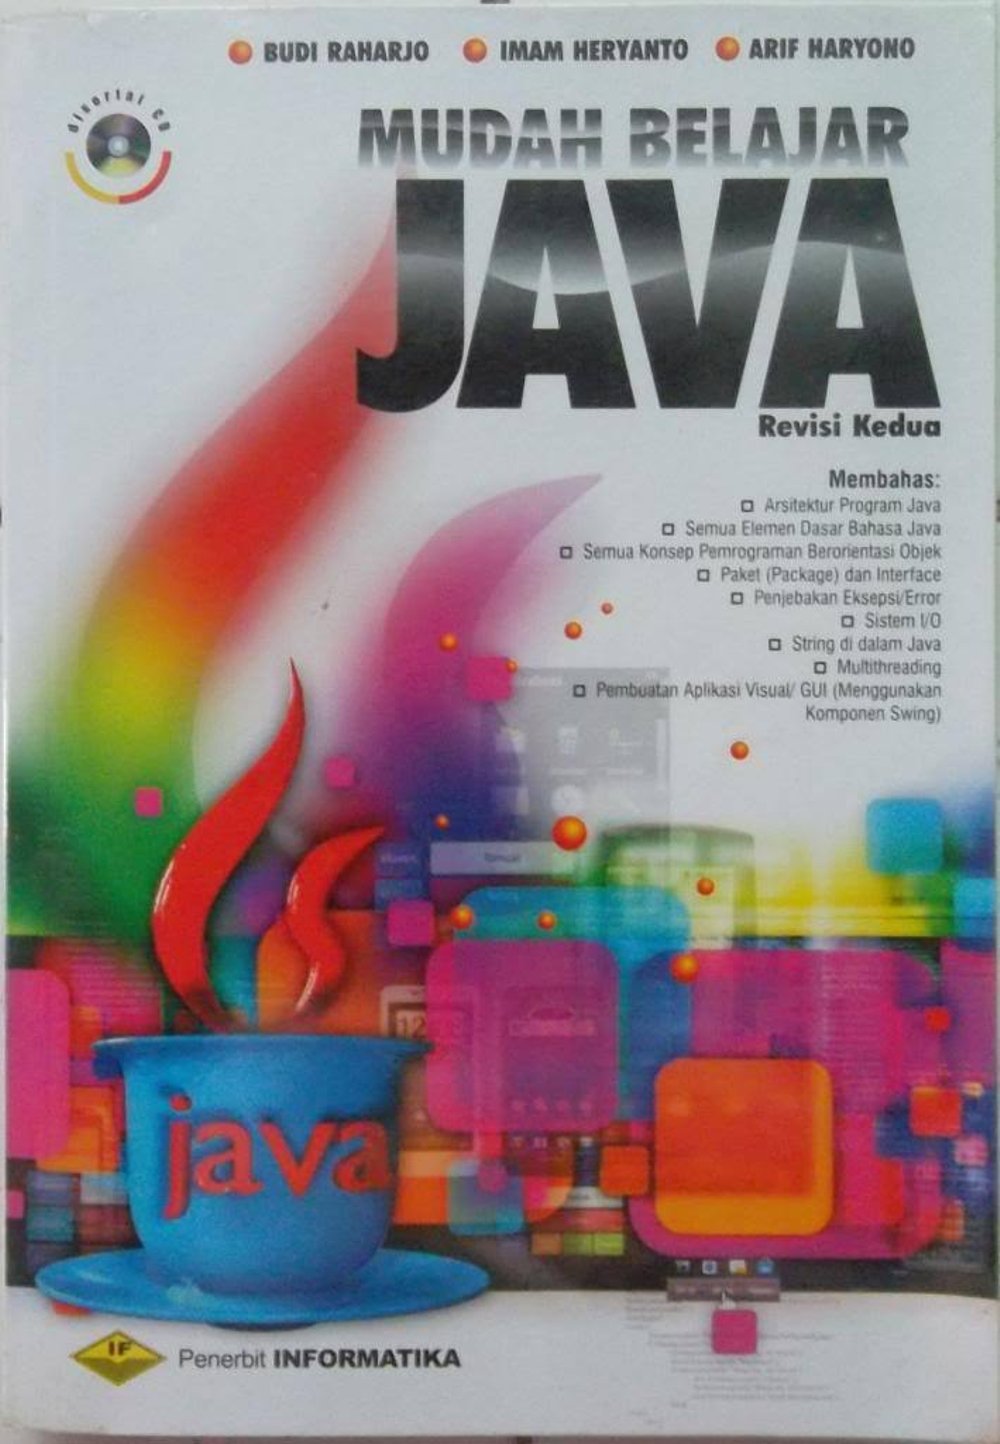 BUDI RAHARJO IMAM HERYANTO ARIF HARYONO
disertai CD
MUDAH BELAJAR
JAVA
Revisi Kedua
Membahas:
Arsitektur Program Java
Semua Elemen Dasar Bahasa Java
Semua Konsep Pemrograman Berorientasi Objek
Paket (Package) dan Interface
Penjebakan Eksepsi/Error
Sistem I/O
String di dalam Java
Multithreading
Pembuatan Aplikasi Visual/ GUI (Menggunakan
Komponen Swing)
java
IF Penerbit INFORMATIKA